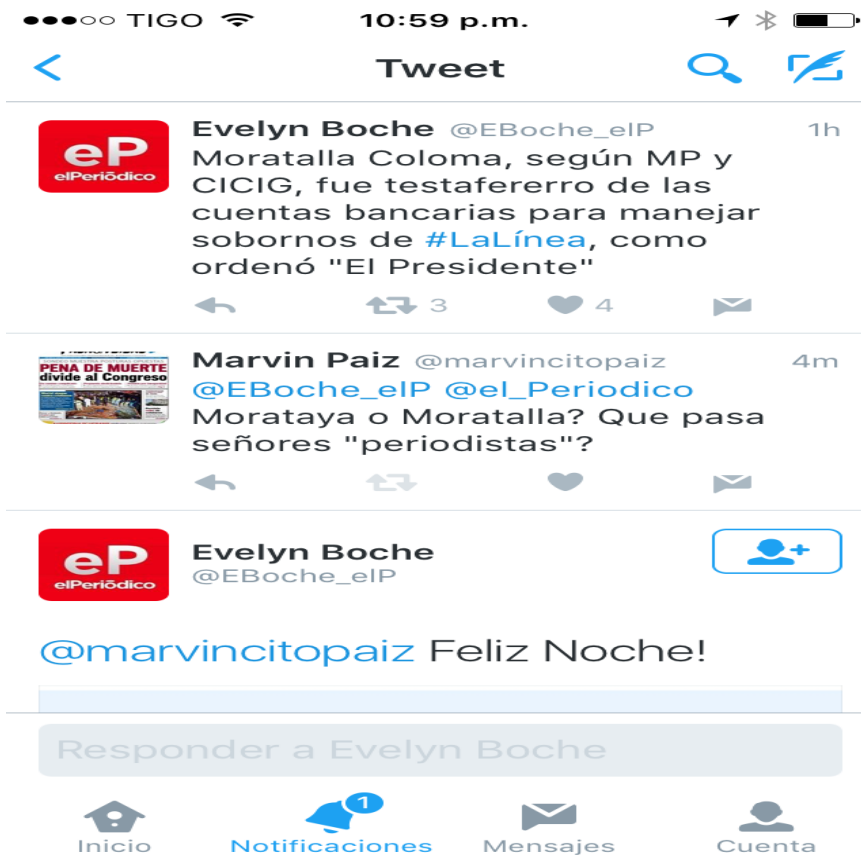 TIGO 10:59 p.m.
Tweet
Evelyn Boche @EBoche_elP 1h
eP
elPeriódico
Moratalla Coloma, según MP y
CICIG, fue testafererro de las
cuentas bancarias para manejar
sobornos de #LaLínea, como
ordenó "El Presidente"
3 4
Marvin Paiz @marvincitopaiz 4m
PENA DE MUERTE
divide al Congreso
@EBoche_elP @el_Periodico
Morataya o Moratalla? Que pasa
señores "periodistas"?
eP
elPeriódico
Evelyn Boche
@EBoche_elP
@marvincitopaiz Feliz Noche!
Responder a Evelyn Boche
1
Inicio Notificaciones Mensajes Cuenta